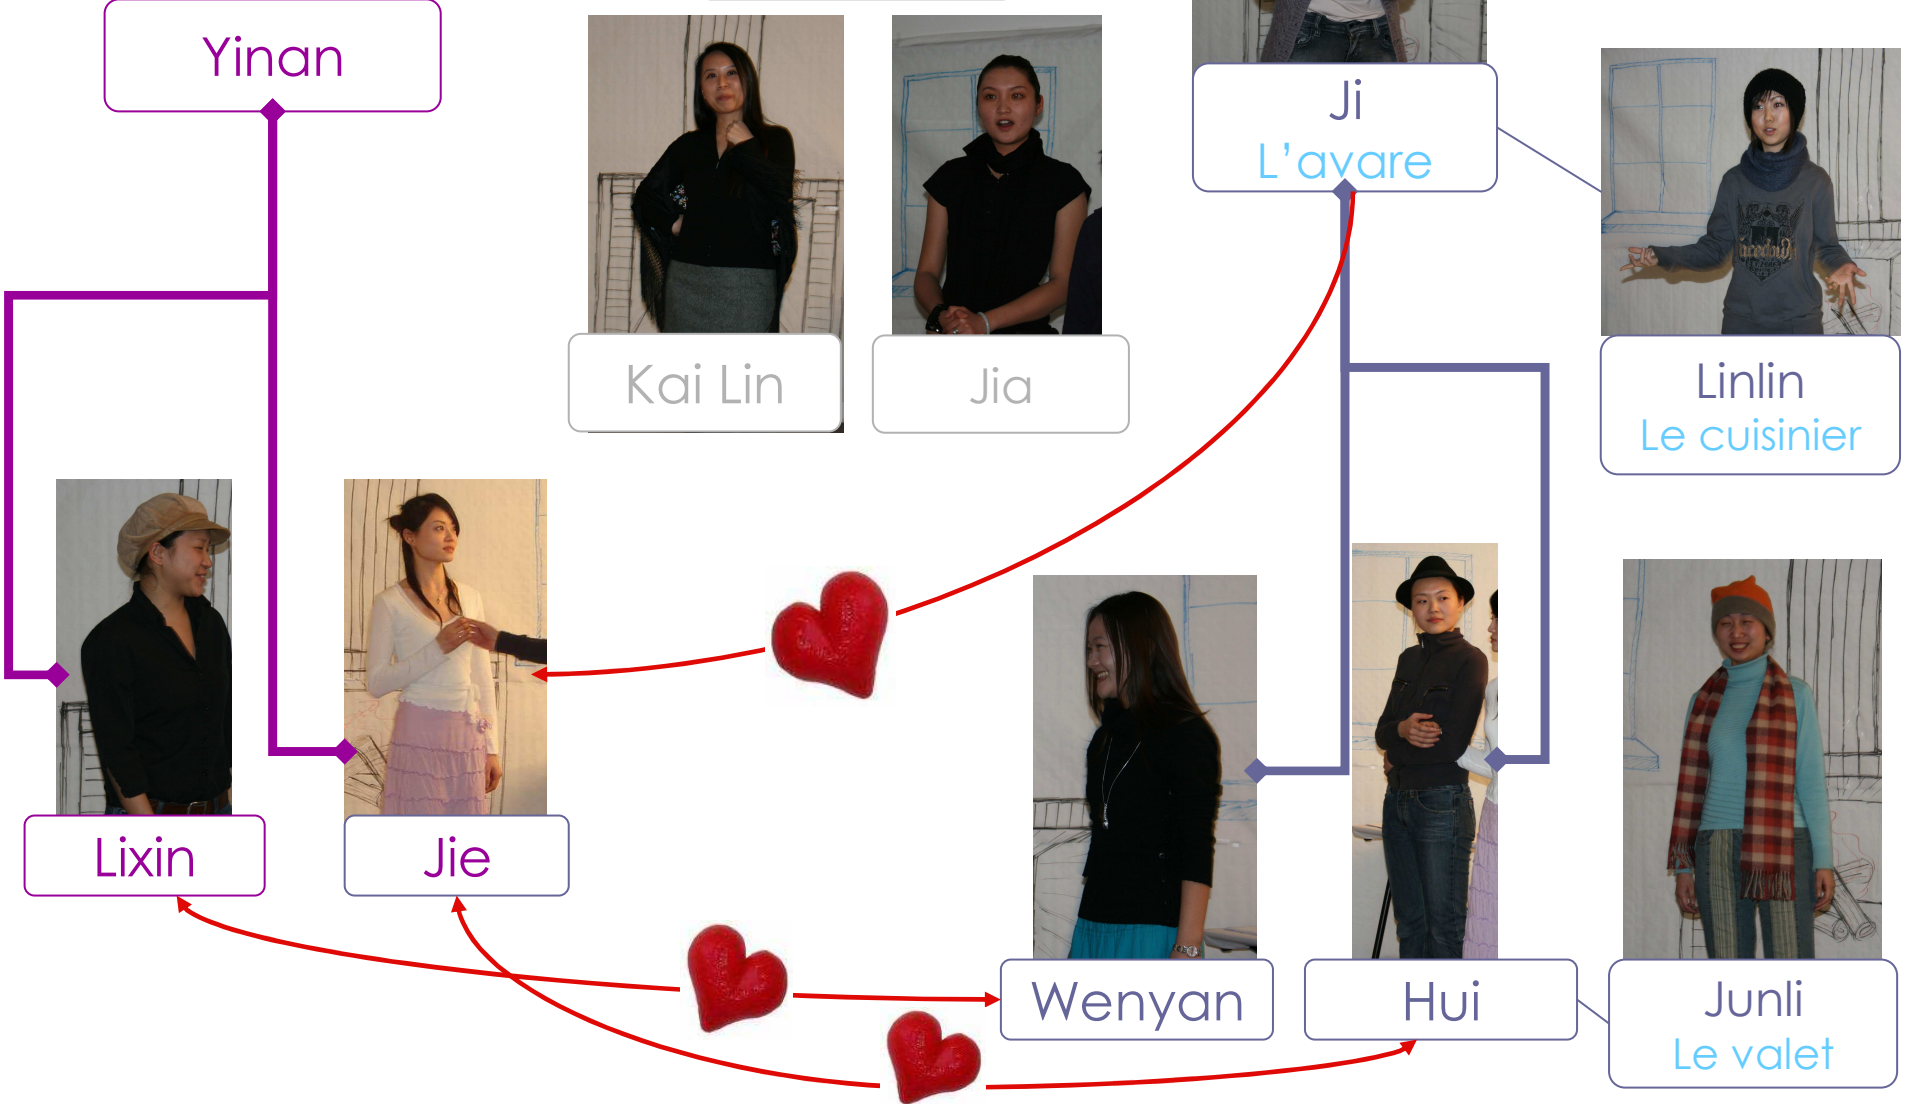 Yinan
Ji
L'avare
Kai Lin
Jia
Linlin
Le cuisinier
Lixin
Jie
Wenyan
Hui
Junli
Le valet